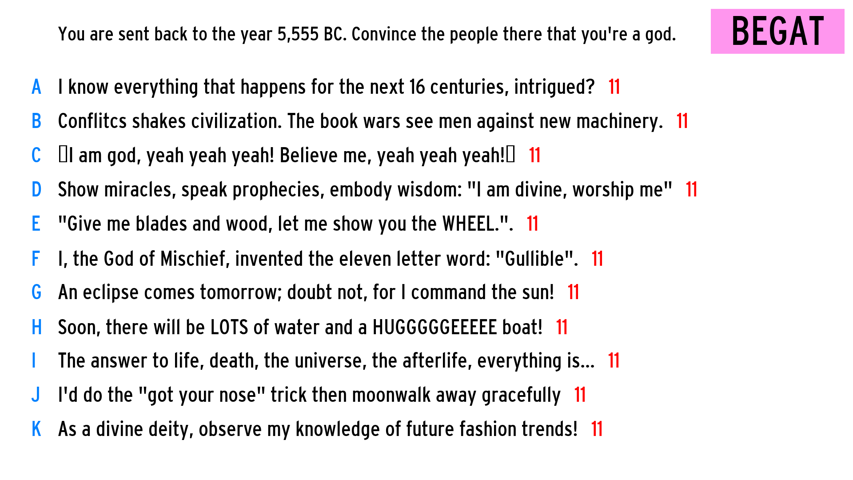 You are sent back to the year 5,555 BC. Convince the people there that you're a god.
BEGAT
A I know everything that happens for the next 16 centuries, intrigued? 11
B Conflitcs shakes civilization. The book wars see men against new machinery. 11
C ▯I am god, yeah yeah yeah! Believe me, yeah yeah yeah!▯ 11
D Show miracles, speak prophecies, embody wisdom: "I am divine, worship me" 11
E "Give me blades and wood, let me show you the WHEEL.". 11
F I, the God of Mischief, invented the eleven letter word: "Gullible". 11
G An eclipse comes tomorrow; doubt not, for I command the sun! 11
H Soon, there will be LOTS of water and a HUGGGGGEEEEE boat! 11
I The answer to life, death, the universe, the afterlife, everything is... 11
J I'd do the "got your nose" trick then moonwalk away gracefully 11
K As a divine deity, observe my knowledge of future fashion trends! 11